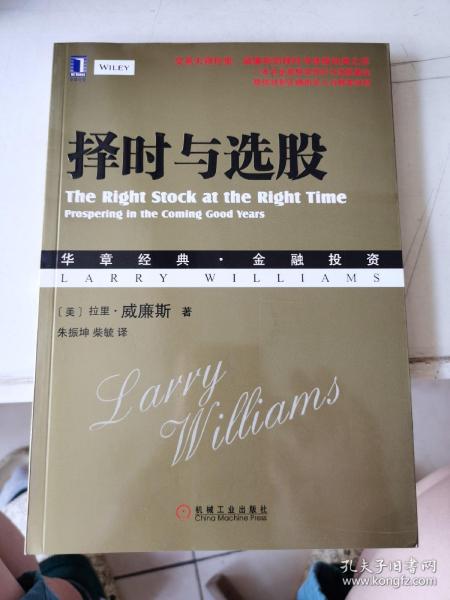 WILEY
择时与选股
The Right Stock at the Right Time
Prospering in the Coming Good Years
华章经典·金融投资
LARRY WILLIAMS
[美] 拉里·威廉斯 著
朱振坤 柴毓 译
Larry
Williams
机械工业出版社
China Machine Press
孔夫子旧书网
kongfz.com